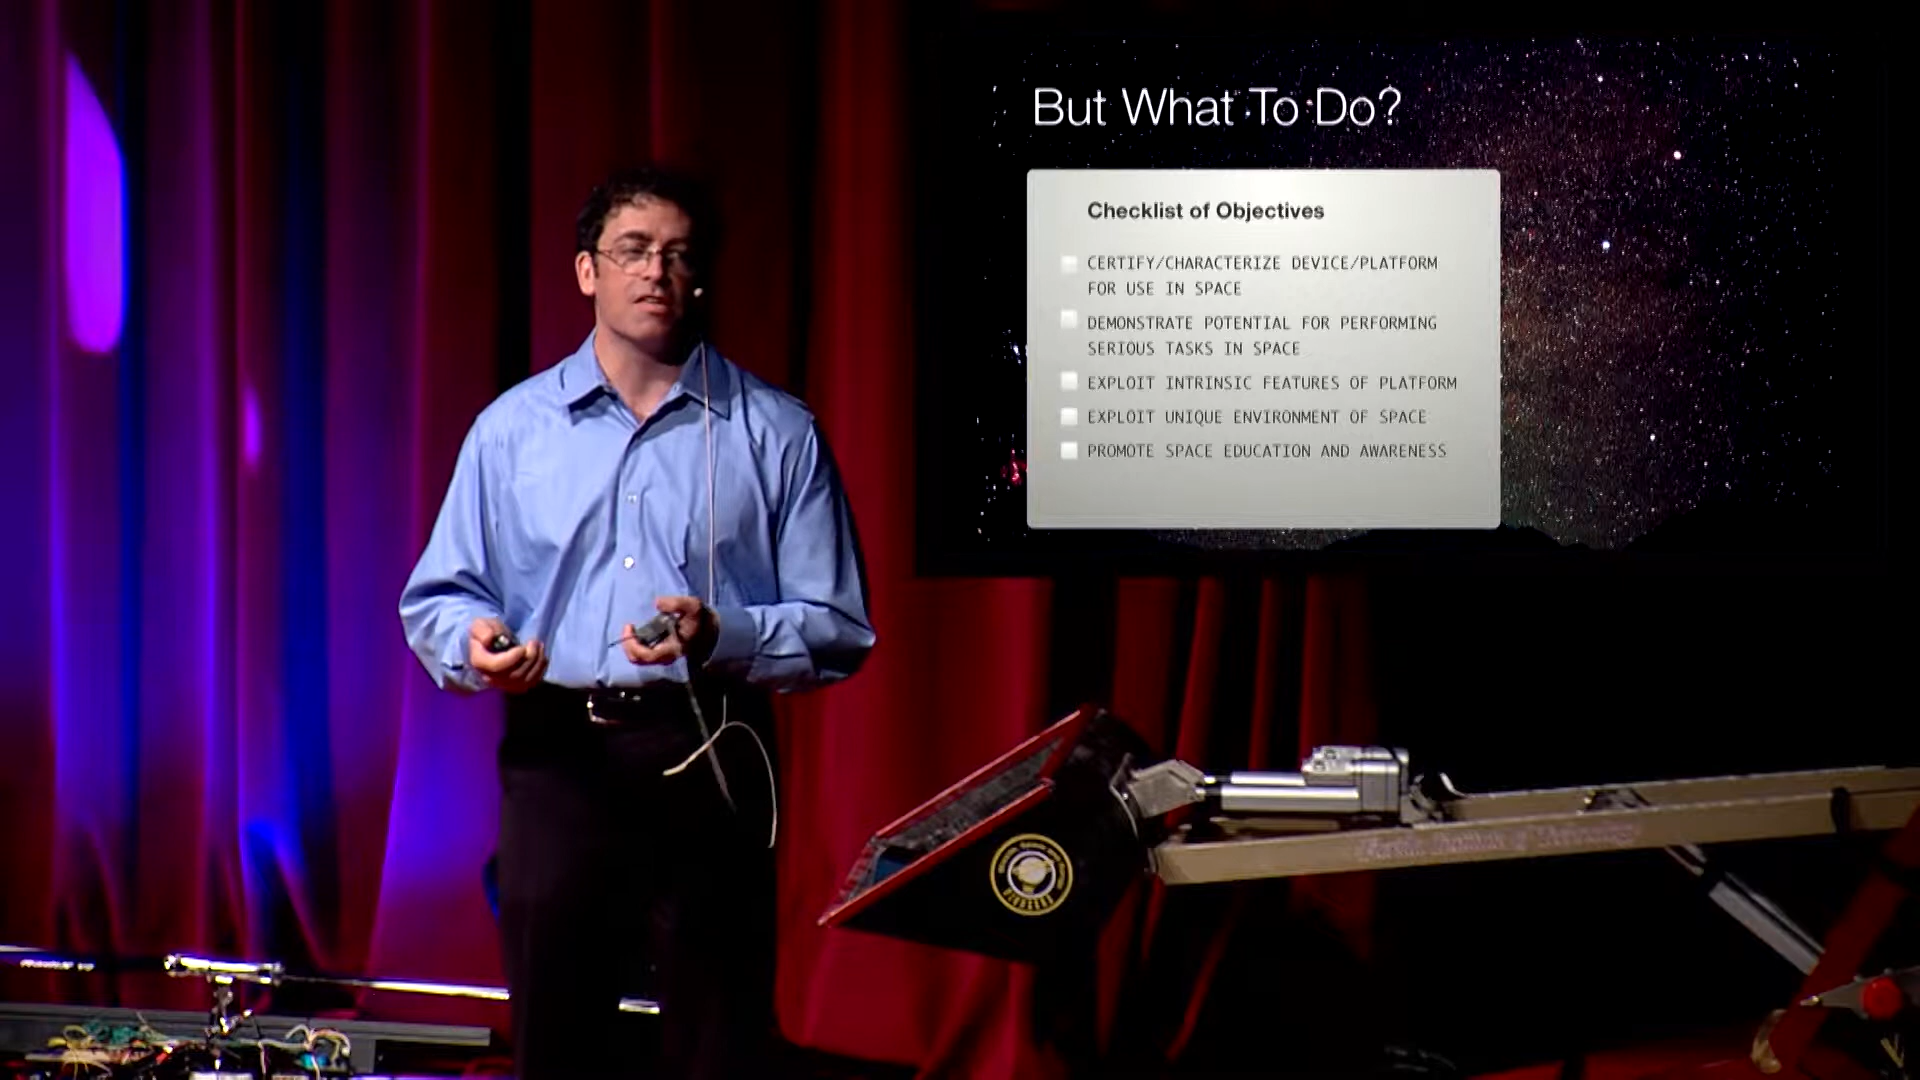 But What To Do?
Checklist of Objectives
CERTIFY/CHARACTERIZE DEVICE/PLATFORM
FOR USE IN SPACE
DEMONSTRATE POTENTIAL FOR PERFORMING
SERIOUS TASKS IN SPACE
EXPLOIT INTRINSIC FEATURES OF PLATFORM
EXPLOIT UNIQUE ENVIRONMENT OF SPACE
PROMOTE SPACE EDUCATION AND AWARENESS